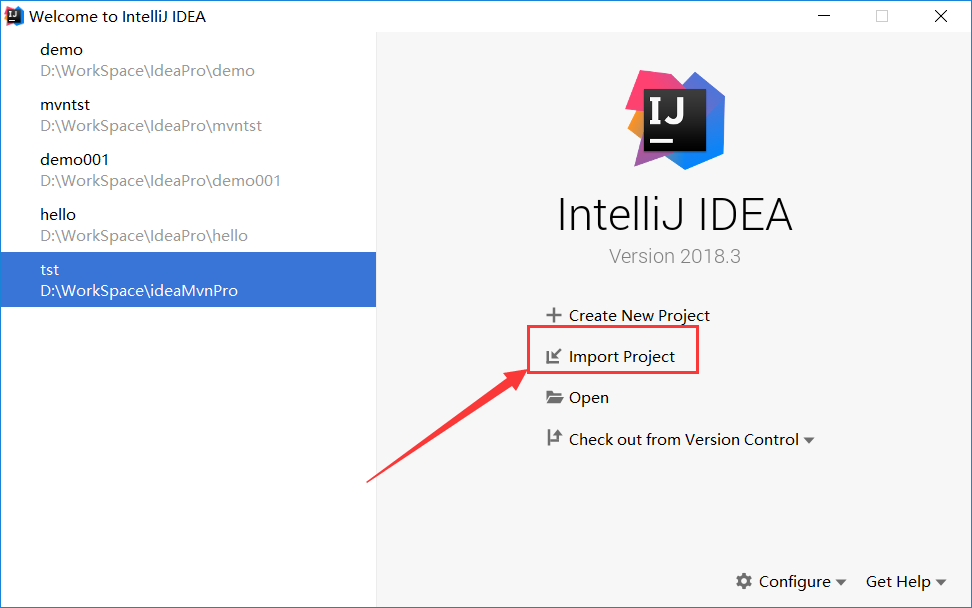 Welcome to IntelliJ IDEA
demo
D:\WorkSpace\IdeaPro\demo
mvntst
D:\WorkSpace\IdeaPro\mvntst
demo001
D:\WorkSpace\IdeaPro\demo001
hello
D:\WorkSpace\IdeaPro\hello
tst
D:\WorkSpace\ideaMvnPro
IJ
IntelliJ IDEA
Version 2018.3
Create New Project
Import Project
Open
Check out from Version Control
Configure
Get Help